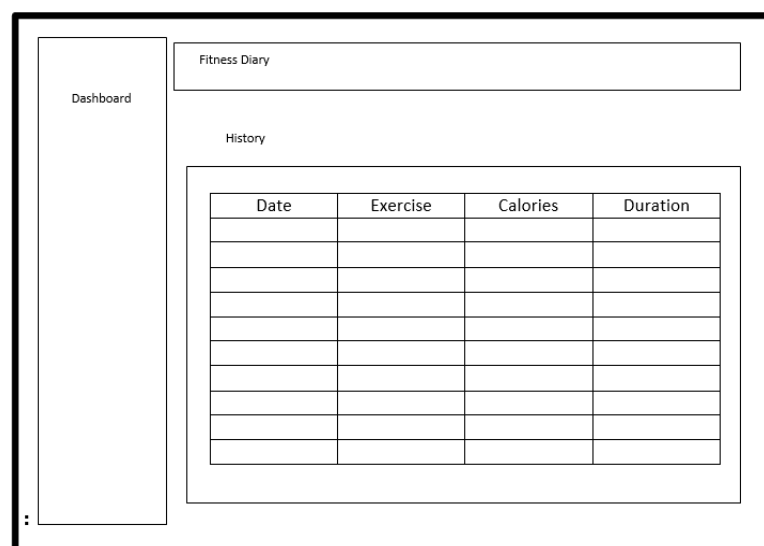 Fitness Diary
Dashboard
History
Date Exercise Calories Duration
: